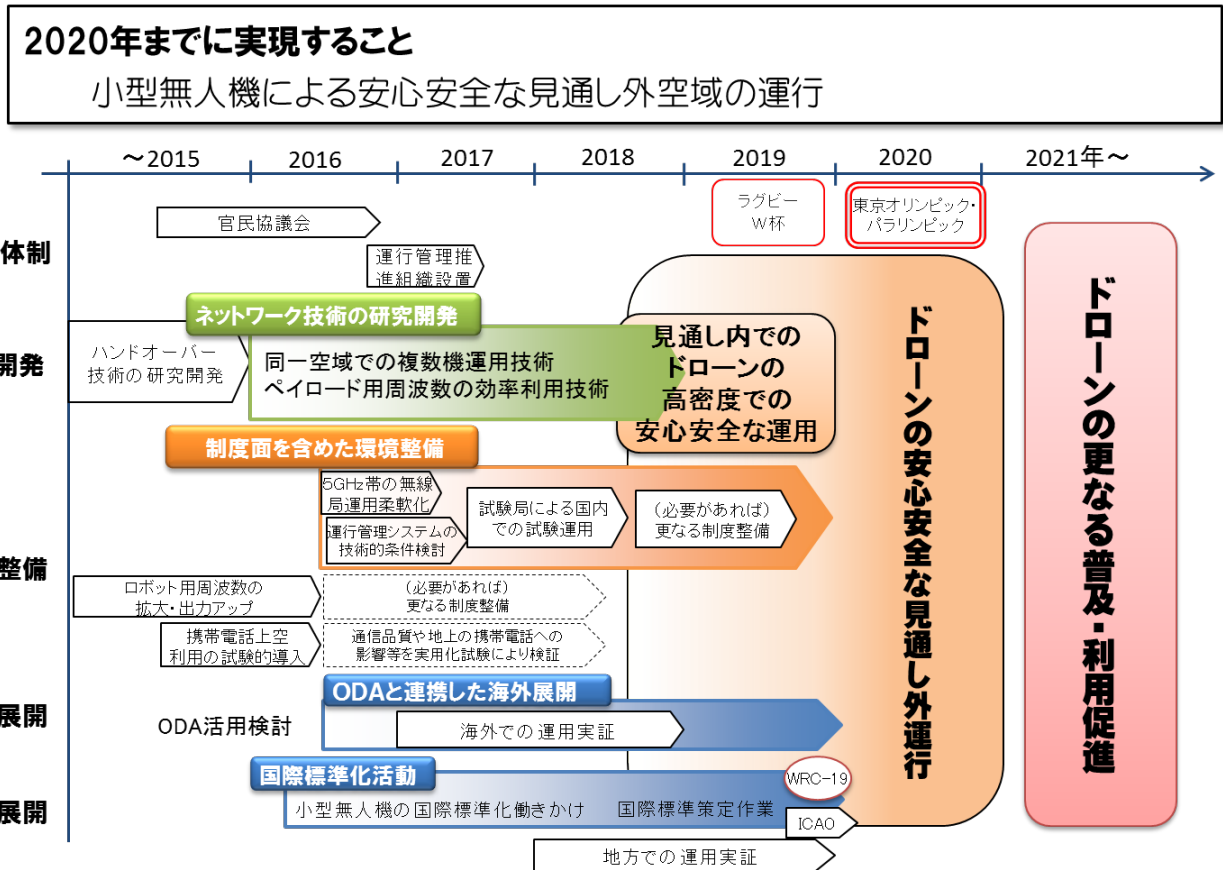 2020年までに実現すること
小型無人機による安心安全な見通し外空域の運行
～2015
2016
2017
2018
2019
2020
2021年～
ラグビー
W杯
東京オリンピック・
パラリンピック
体制
官民協議会
運行管理推
進組織設置
開発
ネットワーク技術の研究開発
ハンドオーバー
技術の研究開発
同一空域での複数機運用技術
ペイロード用周波数の効率利用技術
見通し内での
ドローンの
高密度での
安心安全な運用
制度面を含めた環境整備
5GHz帯の無線
局運用柔軟化
運行管理システムの
技術的条件検討
試験局による国内
での試験運用
(必要があれば)
更なる制度整備
整備
ロボット用周波数の
拡大・出力アップ
(必要があれば)
更なる制度整備
携帯電話上空
利用の試験的導入
通信品質や地上の携帯電話への
影響等を実用化試験により検証
展開
ODAと連携した海外展開
ODA活用検討
海外での運用実証
展開
国際標準化活動
小型無人機の国際標準化働きかけ
国際標準策定作業
WRC-19
ICAO
地方での運用実証
ドローンの安心安全な見通し外運行
ドローンの更なる普及・利用促進